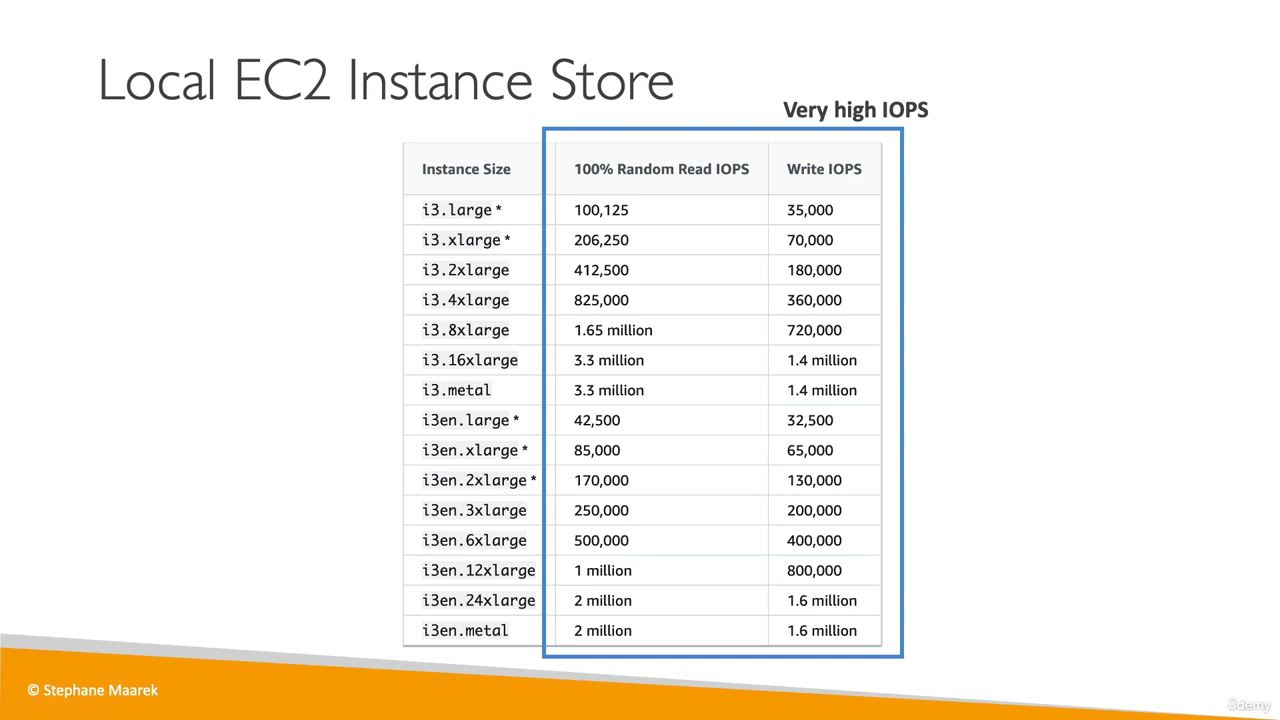 Local EC2 Instance Store
Very high IOPS
Instance Size 100% Random Read IOPS Write IOPS
i3.large * 100,125 35,000
i3.xlarge * 206,250 70,000
i3.2xlarge 412,500 180,000
i3.4xlarge 825,000 360,000
i3.8xlarge 1.65 million 720,000
i3.16xlarge 3.3 million 1.4 million
i3.metal 3.3 million 1.4 million
i3en.large * 42,500 32,500
i3en.xlarge * 85,000 65,000
i3en.2xlarge * 170,000 130,000
i3en.3xlarge 250,000 200,000
i3en.6xlarge 500,000 400,000
i3en.12xlarge 1 million 800,000
i3en.24xlarge 2 million 1.6 million
i3en.metal 2 million 1.6 million
© Stephane Maarek
ûdemy